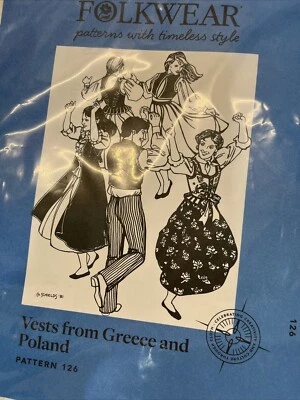 FOLKWEAR
patterns with timeless style
Vests from Greece and
Poland
PATTERN 126
126